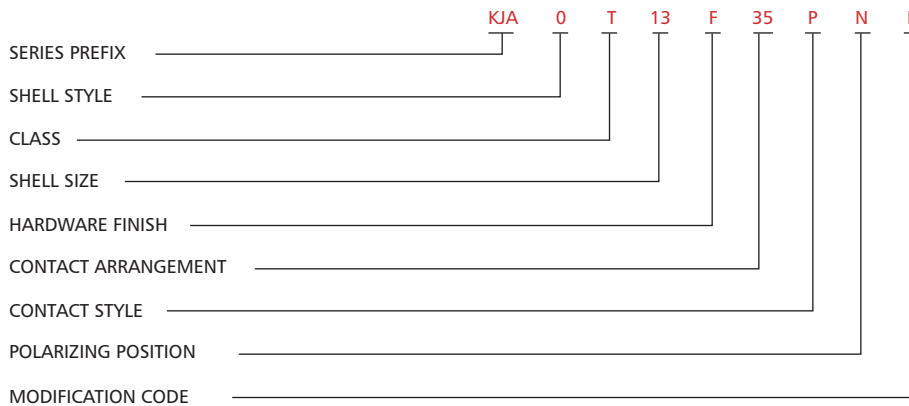 KJA 0 T 13 F 35 P N
SERIES PREFIX
SHELL STYLE
CLASS
SHELL SIZE
HARDWARE FINISH
CONTACT ARRANGEMENT
CONTACT STYLE
POLARIZING POSITION
MODIFICATION CODE